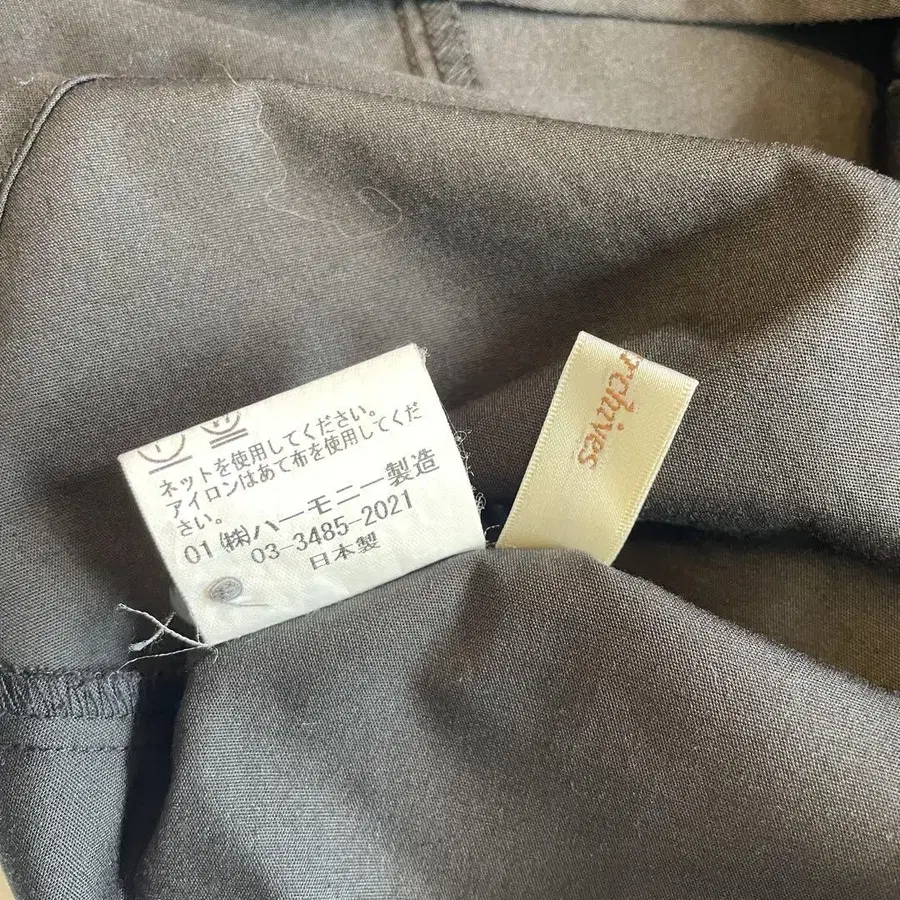 ネットを使用してください。
アイロンはあて布を使用してくだ
さい。
01 ㈱ハーモニー製造
03-3485-2021
日本製
rchives